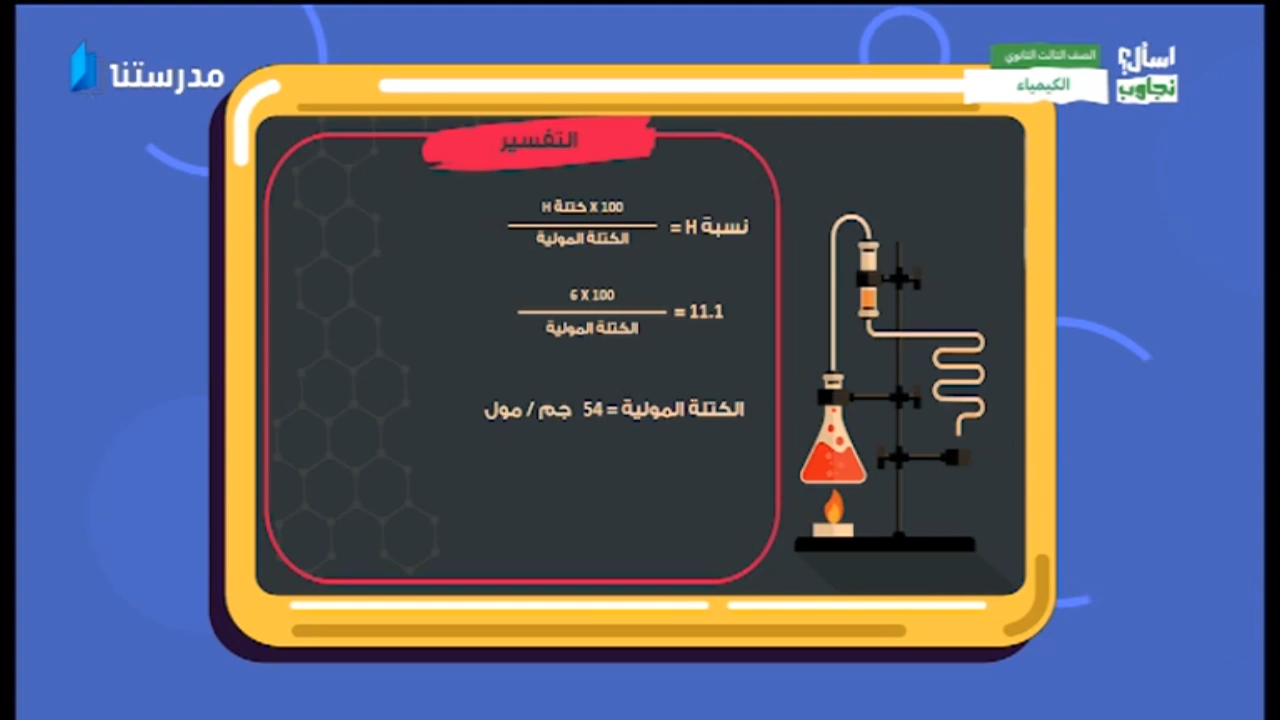 مدرستنا
اسأل؟
نجاوب
الصف الثالث الثانوي
الكيمياء
التفسير
نسبة H = كتلة H X 100
الكتلة المولية
11.1 = 6 X 100
الكتلة المولية
الكتلة المولية = 54 جم / مول